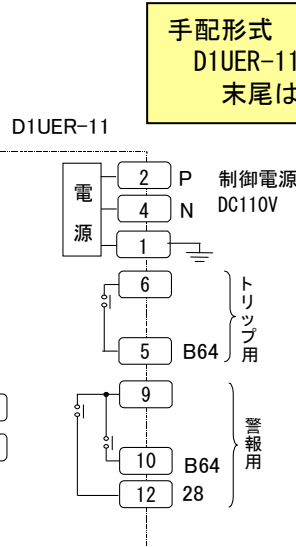 手配形式
D1UER-11
末尾は
D1UER-11
電源
2 P 制御電源
4 N DC110V
1
6
トリップ用
5 B64
9
警報用
10 B64
12 28